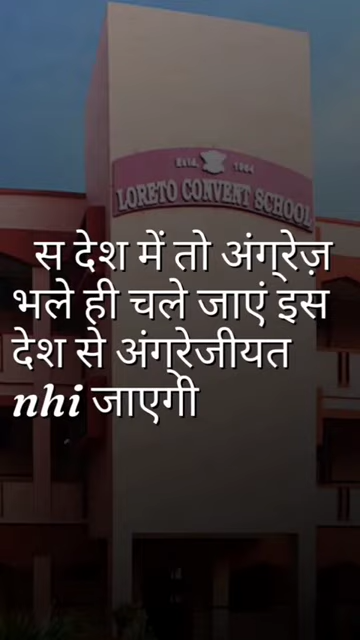 Estd. 1964
LORETO CONVENT SCHOOL
स देश में तो अंग्रेज़
भले ही चले जाएं इस
देश से अंग्रेजीयत
nhi जाएगी